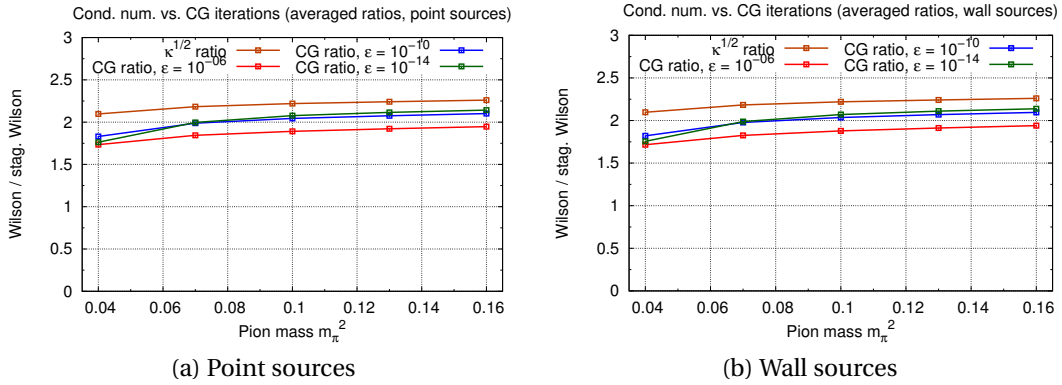 Cond. num. vs. CG iterations (averaged ratios, point sources)
3
2.5
2
1.5
1
0.5
0
Wilson / stag. Wilson
κ^1/2 ratio
CG ratio, ε = 10^-06
CG ratio, ε = 10^-10
CG ratio, ε = 10^-14
0.04 0.06 0.08 0.1 0.12 0.14 0.16
Pion mass m_π^2
(a) Point sources
Cond. num. vs. CG iterations (averaged ratios, wall sources)
3
2.5
2
1.5
1
0.5
0
Wilson / stag. Wilson
κ^1/2 ratio
CG ratio, ε = 10^-06
CG ratio, ε = 10^-10
CG ratio, ε = 10^-14
0.04 0.06 0.08 0.1 0.12 0.14 0.16
Pion mass m_π^2
(b) Wall sources